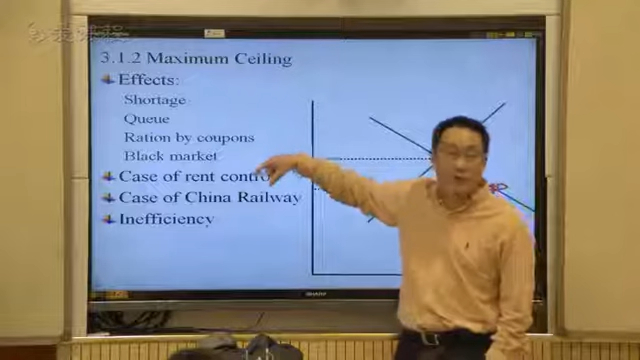 3.1.2 Maximum Ceiling
Effects:
Shortage
Queue
Ration by coupons
Black market
Case of rent contro
Case of China Railway
Inefficiency
SHARP